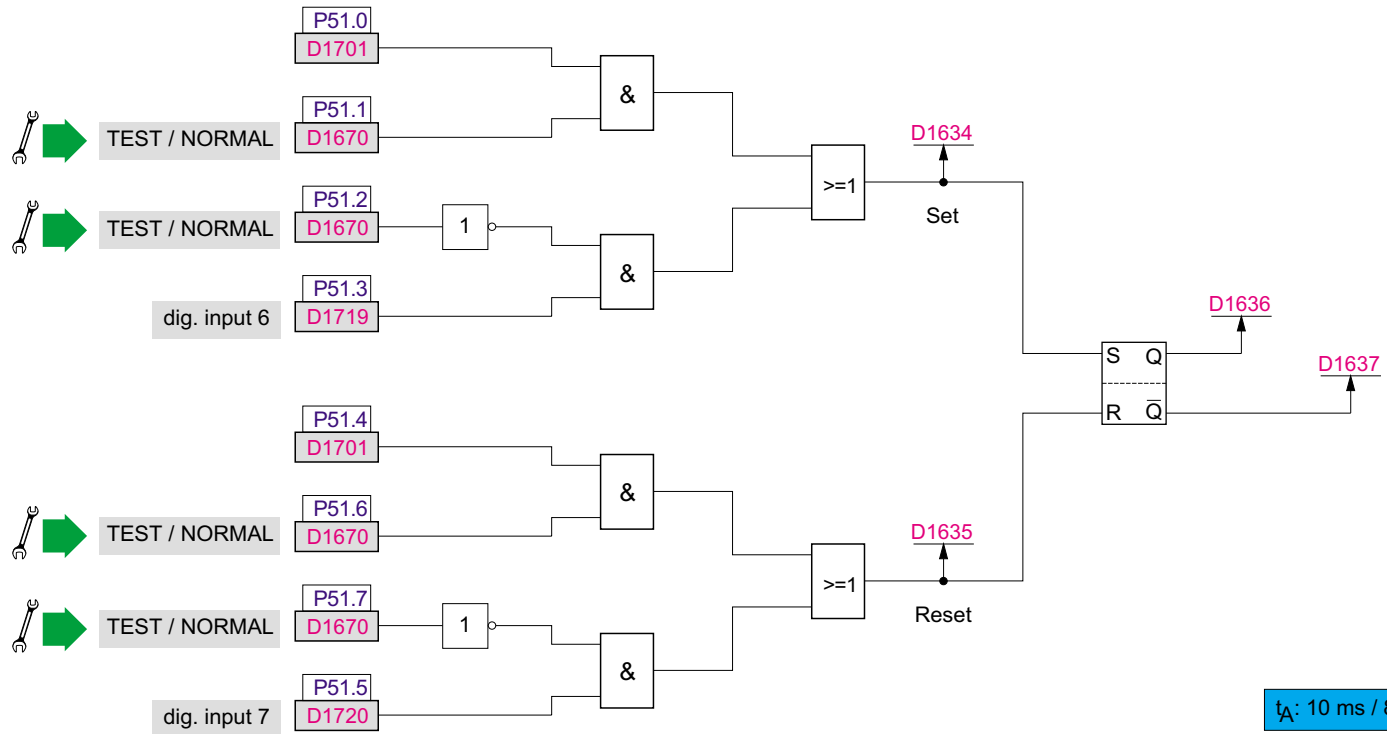 P51.0
D1701
&
P51.1
TEST / NORMAL D1670
D1634
>=1
Set
P51.2
TEST / NORMAL D1670 1
&
P51.3
dig. input 6 D1719
D1636
S Q
D1637
R Q̅
P51.4
D1701
&
P51.6
TEST / NORMAL D1670
D1635
>=1
Reset
P51.7
TEST / NORMAL D1670 1
&
P51.5
dig. input 7 D1720
tA: 10 ms /